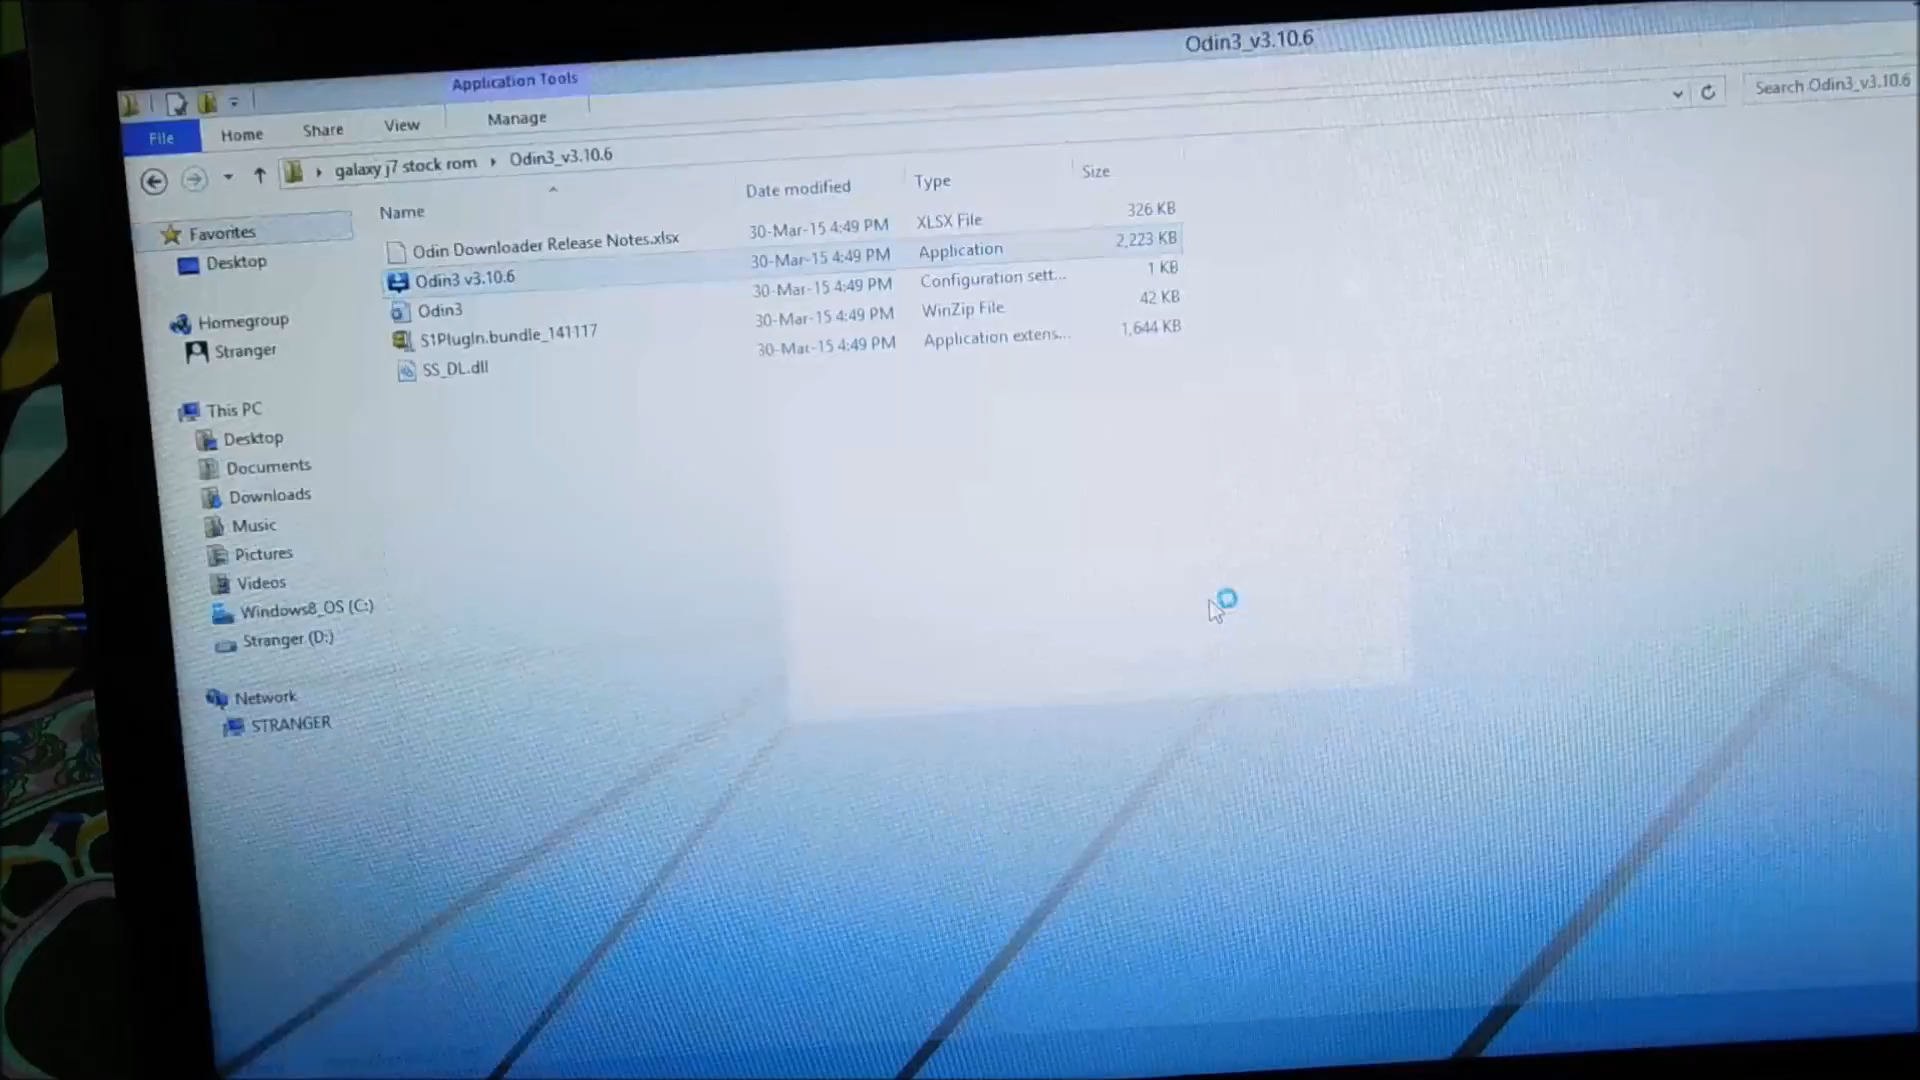 Odin3_v3.10.6
Application Tools
File Home Share View Manage
galaxy j7 stock rom Odin3_v3.10.6
Search Odin3_v3.10.6
Name Date modified Type Size
Odin Downloader Release Notes.xlsx 30-Mar-15 4:49 PM XLSX File 326 KB
Odin3 v3.10.6 30-Mar-15 4:49 PM Application 2,223 KB
Odin3 30-Mar-15 4:49 PM Configuration sett... 1 KB
S1PlugIn.bundle_141117 30-Mar-15 4:49 PM WinZip File 42 KB
SS_DL.dll 30-Mar-15 4:49 PM Application extens... 1,644 KB
Favorites
Desktop
Homegroup
Stranger
This PC
Desktop
Documents
Downloads
Music
Pictures
Videos
Windows8_OS (C:)
Stranger (D:)
Network
STRANGER